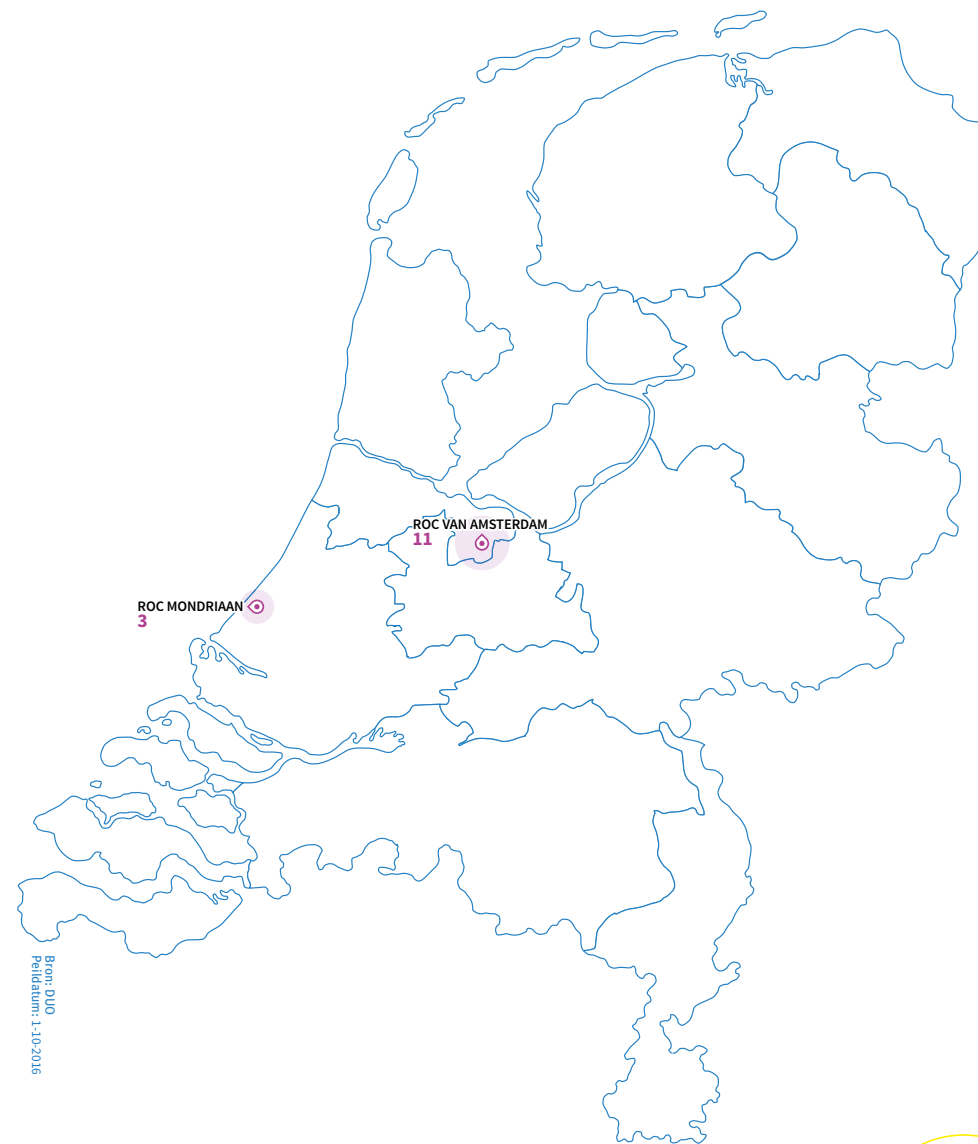 ROC VAN AMSTERDAM
11
ROC MONDRIAAN
3
Bron: DUO
Peildatum: 1-10-2016